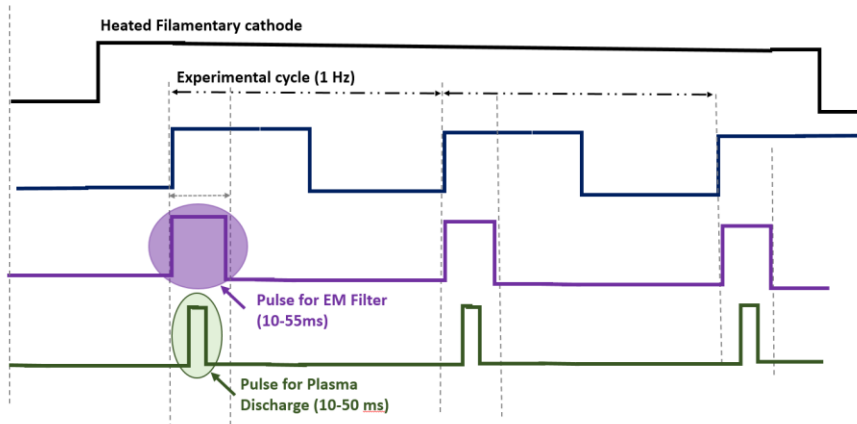 Heated Filamentary cathode
Experimental cycle (1 Hz)
Pulse for EM Filter
(10-55ms)
Pulse for Plasma
Discharge (10-50 ms)